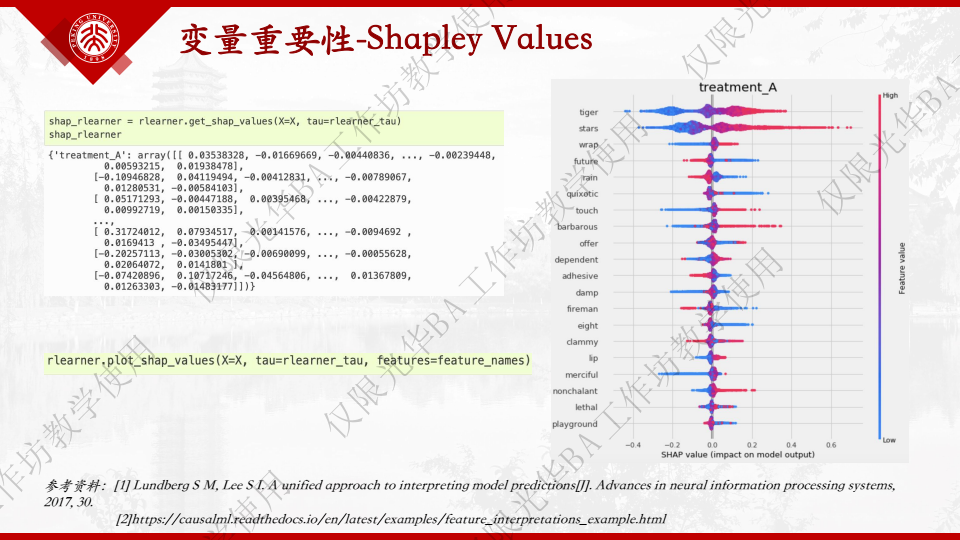 PEKING UNIVERSITY
1898
变量重要性-Shapley Values
shap_rlearner = rlearner.get_shap_values(X=X, tau=rlearner_tau)
shap_rlearner
{'treatment_A': array([[ 0.03538328, -0.01669669, -0.00440836, ..., -0.00239448,
0.00593215, 0.01938478],
[-0.10946828, 0.04119494, -0.00412831, ..., -0.00789067,
0.01280531, -0.00584103],
[ 0.05171293, -0.00447188, 0.00395468, ..., -0.00422879,
0.00992719, 0.00150335],
...,
[ 0.31724012, 0.07934517, 0.00141576, ..., -0.0094692 ,
0.0169413 , -0.03495447],
[-0.20257113, -0.03005302, -0.00690099, ..., -0.00055628,
0.02064072, 0.0141801 ],
[-0.07420896, 0.10717246, -0.04564806, ..., 0.01367809,
0.01263303, -0.01483177]])}
rlearner.plot_shap_values(X=X, tau=rlearner_tau, features=feature_names)
treatment_A
High
tiger
stars
wrap
future
rain
quixotic
touch
barbarous
offer
dependent
adhesive
damp
fireman
eight
clammy
lip
merciful
nonchalant
lethal
playground
Feature value
Low
-0.4 -0.2 0.0 0.2 0.4 0.6
SHAP value (impact on model output)
参考资料：[1] Lundberg S M, Lee S I. A unified approach to interpreting model predictions[J]. Advances in neural information processing systems,
2017, 30.
[2]https://causalml.readthedocs.io/en/latest/examples/feature_interpretations_example.html
仅限光华BA工作坊教学使用